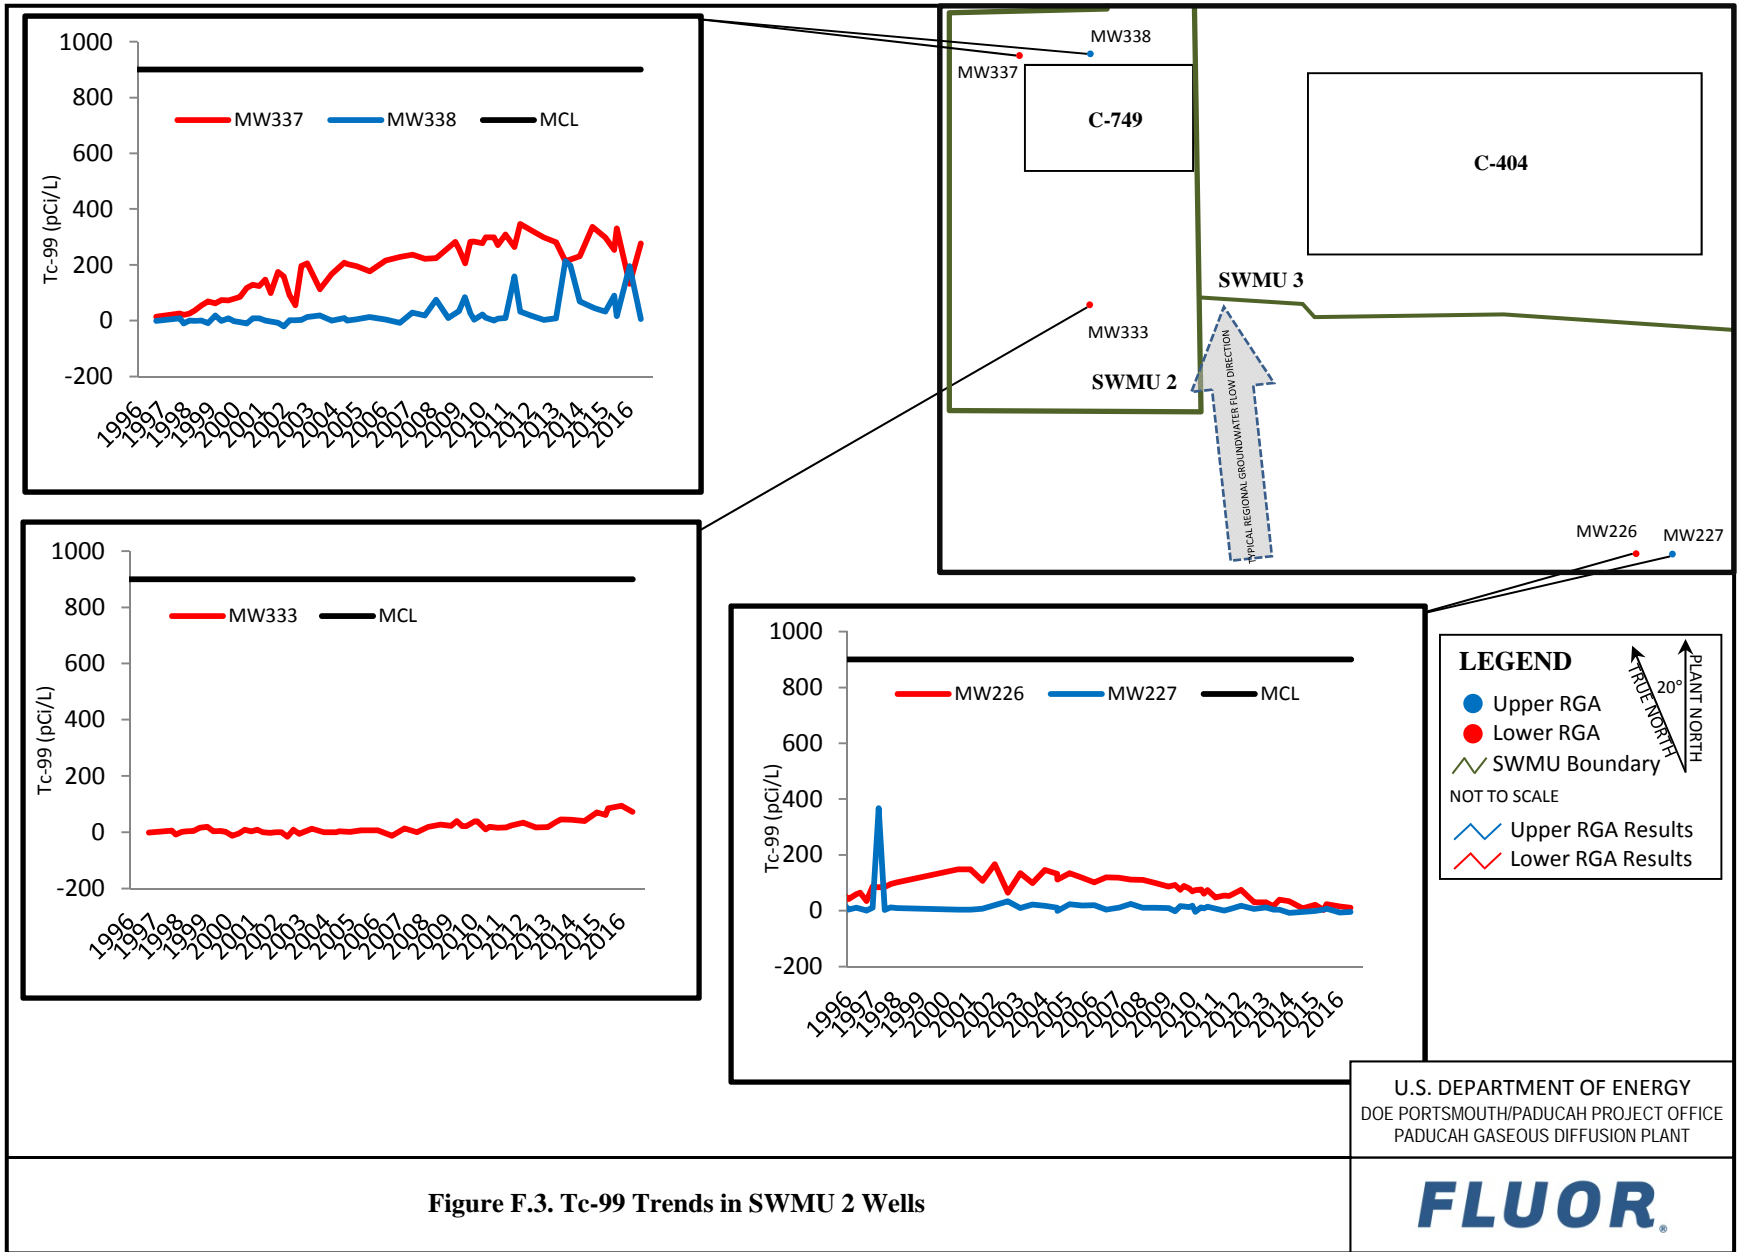 1000
800
600
400
200
0
-200
Tc-99 (pCi/L)
MW337 MW338 MCL
1996 1997 1998 1999 2000 2001 2002 2003 2004 2005 2006 2007 2008 2009 2010 2011 2012 2013 2014 2015 2016
MW338
MW337
C-749
C-404
SWMU 3
MW333
SWMU 2
TYPICAL REGIONAL GROUNDWATER FLOW DIRECTION
MW226 MW227
1000
800
600
400
200
0
-200
Tc-99 (pCi/L)
MW333 MCL
1996 1997 1998 1999 2000 2001 2002 2003 2004 2005 2006 2007 2008 2009 2010 2011 2012 2013 2014 2015 2016
1000
800
600
400
200
0
-200
Tc-99 (pCi/L)
MW226 MW227 MCL
1996 1997 1998 1999 2000 2001 2002 2003 2004 2005 2006 2007 2008 2009 2010 2011 2012 2013 2014 2015 2016
LEGEND
Upper RGA
Lower RGA
SWMU Boundary
NOT TO SCALE
Upper RGA Results
Lower RGA Results
TRUE NORTH
20°
PLANT NORTH
U.S. DEPARTMENT OF ENERGY
DOE PORTSMOUTH/PADUCAH PROJECT OFFICE
PADUCAH GASEOUS DIFFUSION PLANT
Figure F.3. Tc-99 Trends in SWMU 2 Wells
FLUOR®